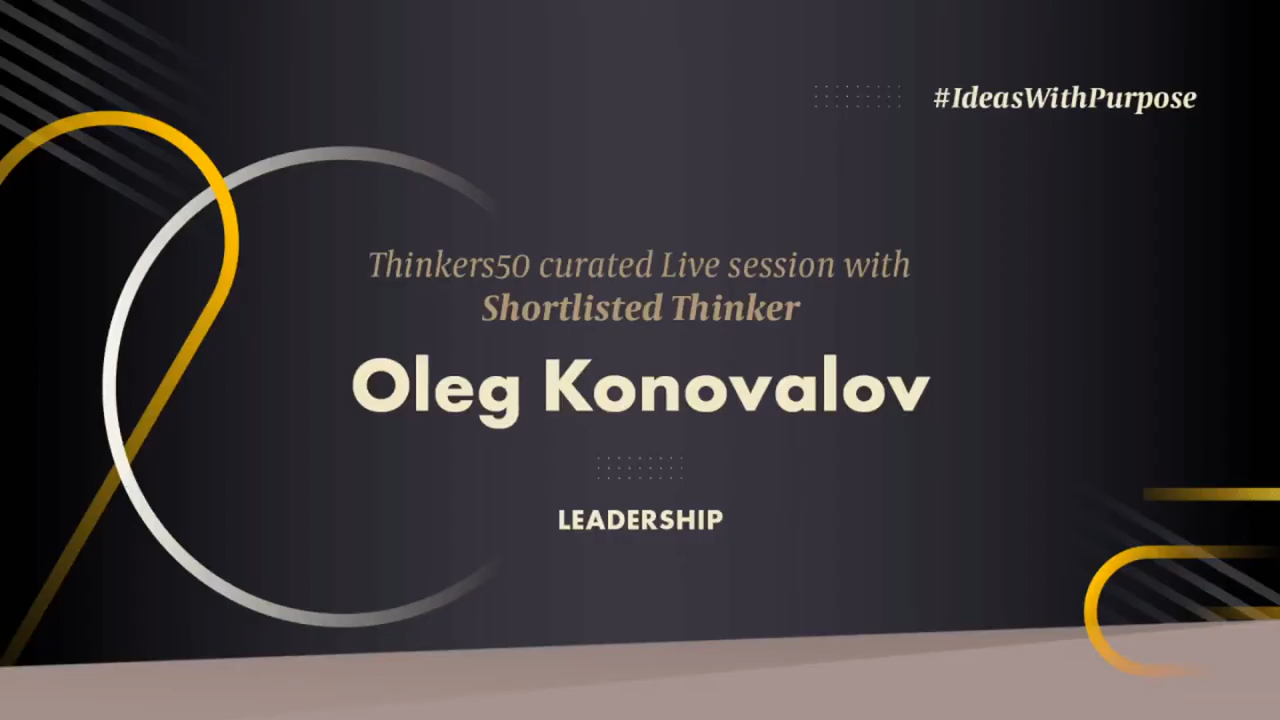 #IdeasWithPurpose
Thinkers50 curated Live session with
Shortlisted Thinker
Oleg Konovalov
LEADERSHIP